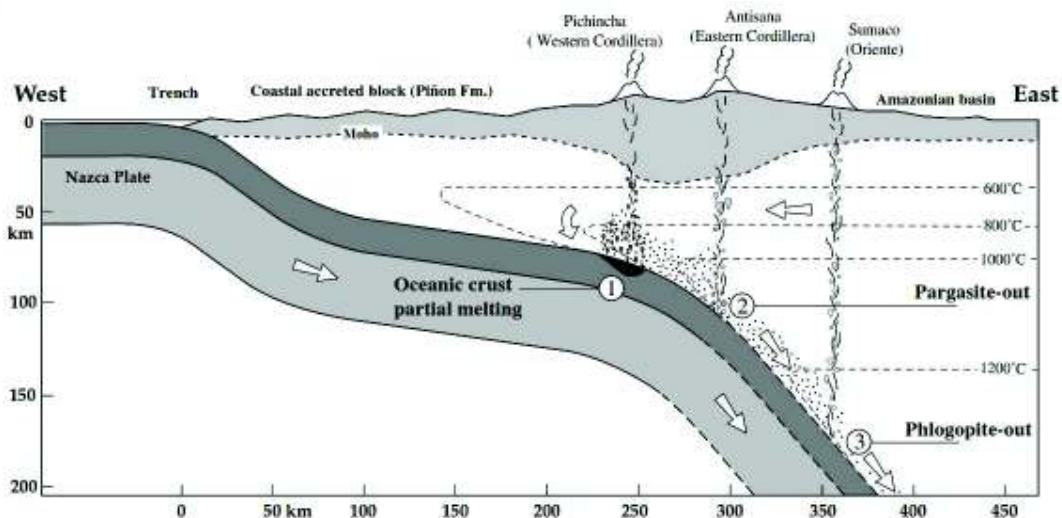 Pichincha
( Western Cordillera)
Antisana
(Eastern Cordillera)
Sumaco
(Oriente)
West
Trench
Coastal accreted block (Piñon Fm.)
Amazonian basin
East
0
Moho
Nazca Plate
600°C
50
km
800°C
1000°C
Oceanic crust
partial melting
1
2
Pargasite-out
100
1200°C
150
3
Phlogopite-out
200
0
50 km
100
150
200
250
300
350
400
450